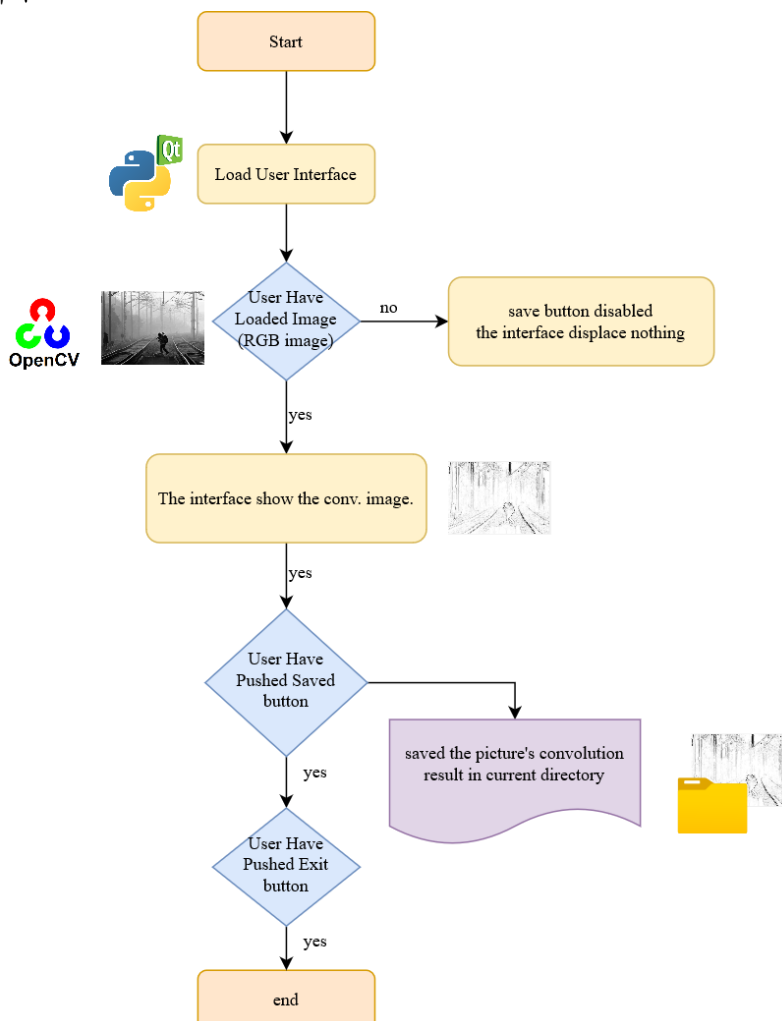 Start
Qt
Load User Interface
User Have
Loaded Image
(RGB image)
no
save button disabled
the interface displace nothing
OpenCV
yes
The interface show the conv. image.
yes
User Have
Pushed Saved
button
saved the picture's convolution
result in current directory
yes
User Have
Pushed Exit
button
yes
end